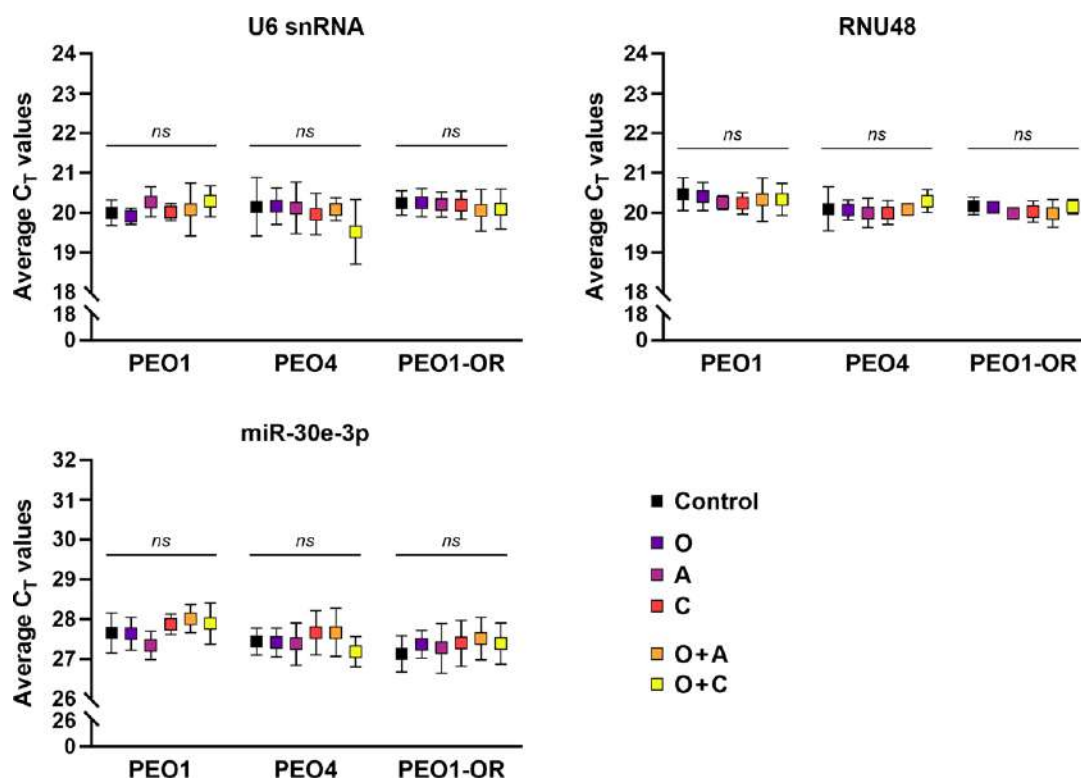 U6 snRNA
Average CT values
24
23
22
21
20
19
18
18
0
ns
ns
ns
PEO1
PEO4
PEO1-OR
RNU48
Average CT values
24
23
22
21
20
19
18
18
0
ns
ns
ns
PEO1
PEO4
PEO1-OR
miR-30e-3p
Average CT values
32
31
30
29
28
27
26
26
0
ns
ns
ns
PEO1
PEO4
PEO1-OR
Control
O
A
C
O+A
O+C